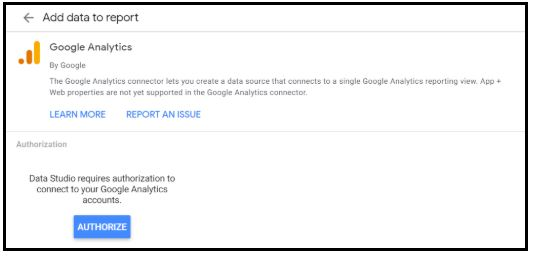 Add data to report
Google Analytics
By Google
The Google Analytics connector lets you create a data source that connects to a single Google Analytics reporting view. App +
Web properties are not yet supported in the Google Analytics connector.
LEARN MORE REPORT AN ISSUE
Authorization
Data Studio requires authorization to
connect to your Google Analytics
accounts.
AUTHORIZE